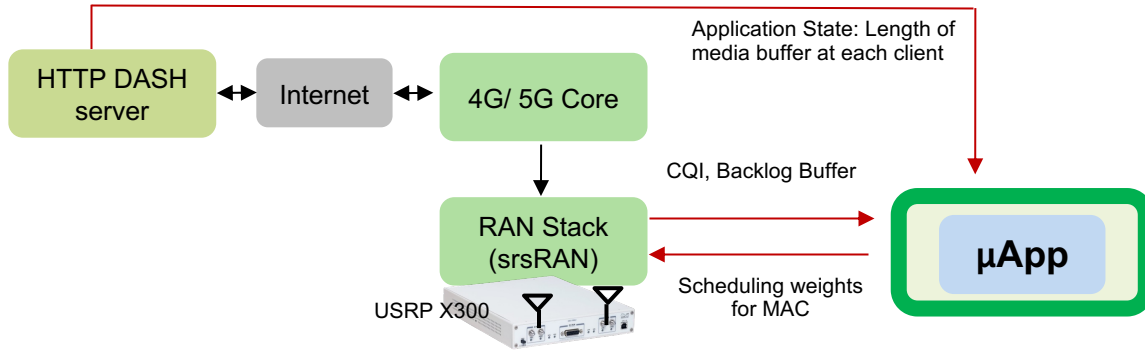 Application State: Length of
media buffer at each client
HTTP DASH
server
Internet
4G/ 5G Core
CQI, Backlog Buffer
RAN Stack
(srsRAN)
µApp
Scheduling weights
for MAC
USRP X300